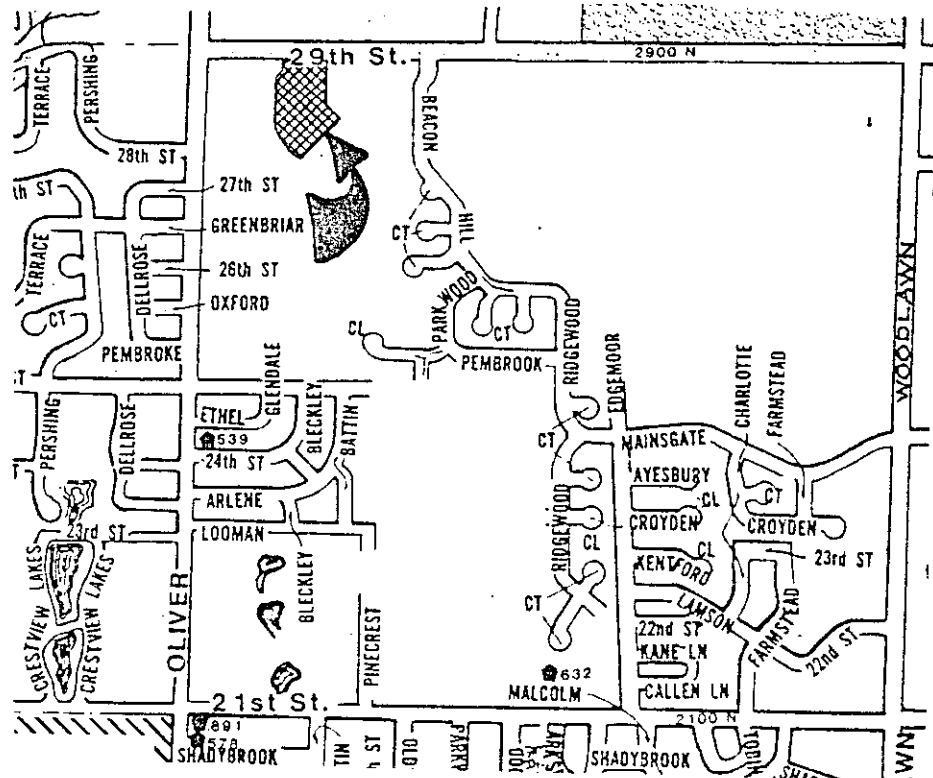 29th St.
2900 N
TERRACE
PERSHING
BEACON
28th ST
27th ST
GREENBRIAR
HILL
CT
TERRACE
DELLROSE
26th ST
OXFORD
WOODLAWN
CT
PARKWOOD
CT
CL
RIDGEWOOD
PEMBROKE
PEMBROOK
EDGEMOOR
GLENDALE
BLECKLEY
BATTIN
CHARLOTTE
FARMSTEAD
ETHEL
539
CT
MAINSGATE
PERSHING
DELLROSE
24th ST
AYESBURY
CL
CT
ARLENE
RIDGEWOOD
CROYDEN
CROYDEN
23rd ST
LOOMAN
CL
23rd ST
KENTFORD
CL
CRESTVIEW LAKES
CRESTVIEW LAKES
OLIVER
BLECKLEY
PINECREST
CT
LAMSON
FARMSTEAD
22nd ST
22nd ST
KANE LN
632
MALCOLM
CALLEN LN
21st St.
2100 N
891
578
SHADYBROOK
TIN
ST
OLD
SHADYBROOK
WN